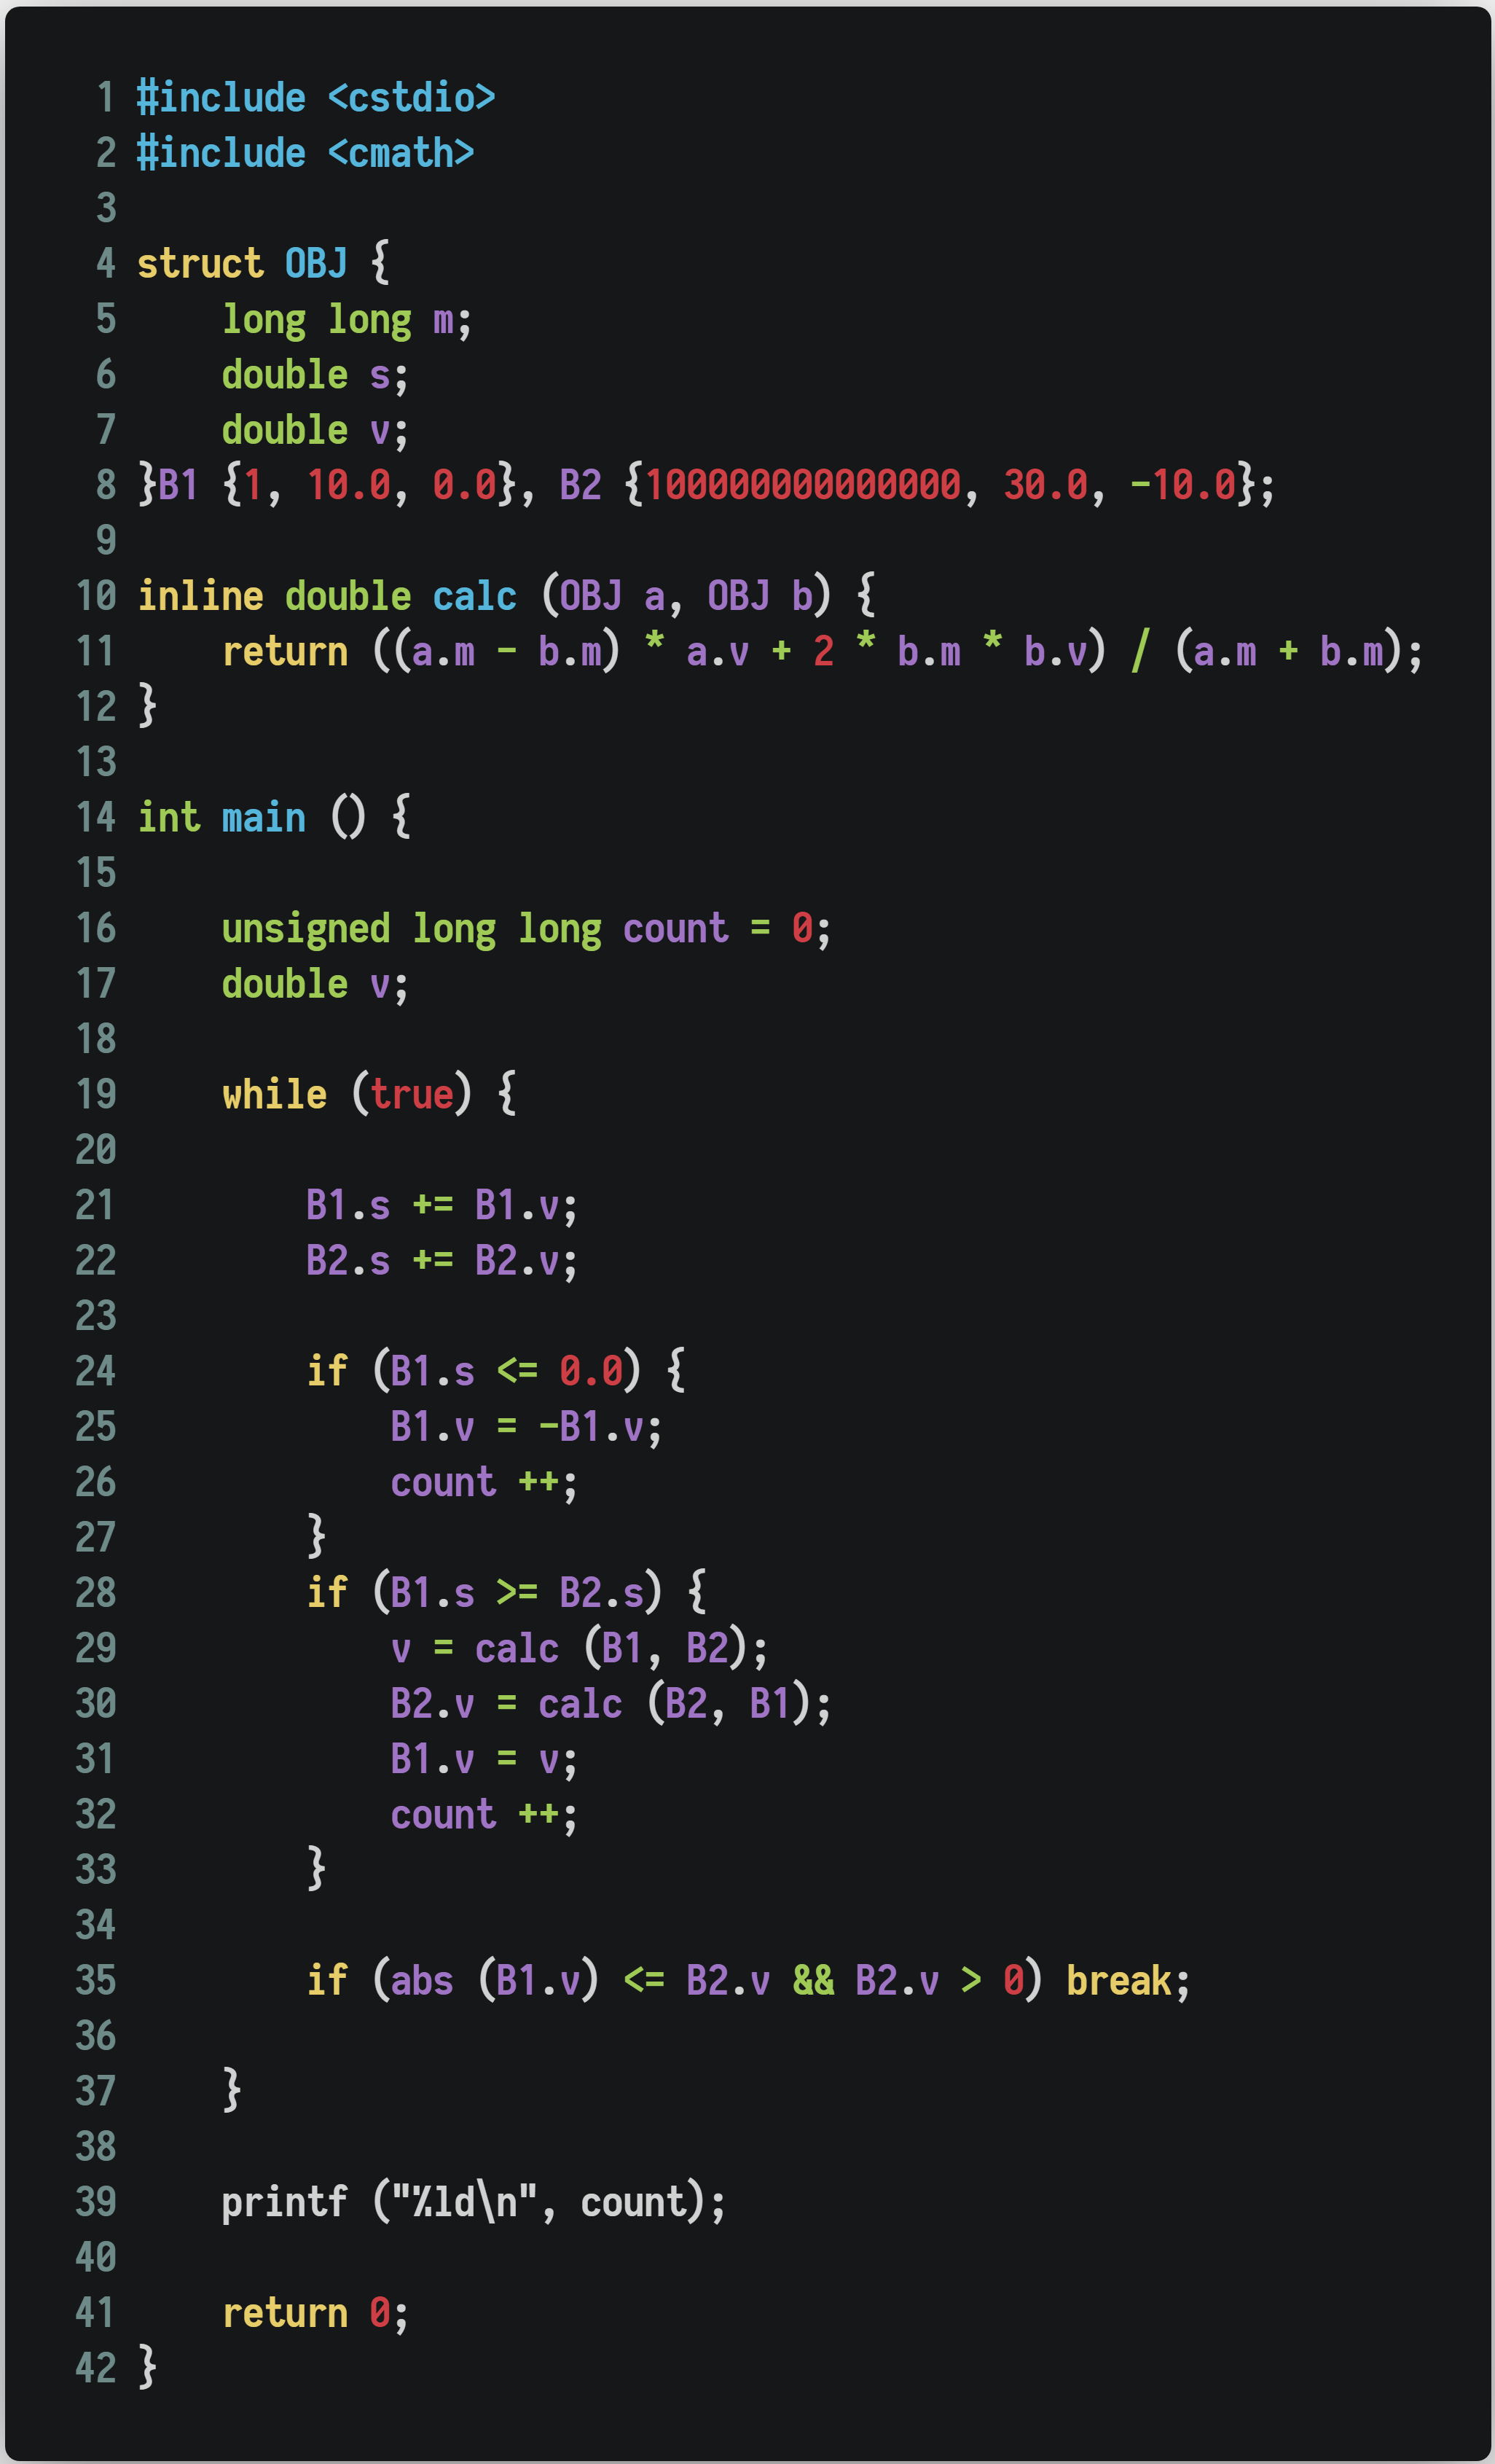 1 #include <cstdio>
2 #include <cmath>
3
4 struct OBJ {
5     long long m;
6     double s;
7     double v;
8 }B1 {1, 10.0, 0.0}, B2 {100000000000000, 30.0, -10.0};
9
10 inline double calc (OBJ a, OBJ b) {
11     return ((a.m - b.m) * a.v + 2 * b.m * b.v) / (a.m + b.m);
12 }
13
14 int main () {
15
16     unsigned long long count = 0;
17     double v;
18
19     while (true) {
20
21         B1.s += B1.v;
22         B2.s += B2.v;
23
24         if (B1.s <= 0.0) {
25             B1.v = -B1.v;
26             count ++;
27         }
28         if (B1.s >= B2.s) {
29             v = calc (B1, B2);
30             B2.v = calc (B2, B1);
31             B1.v = v;
32             count ++;
33         }
34
35         if (abs (B1.v) <= B2.v && B2.v > 0) break;
36
37     }
38
39     printf ("%ld\n", count);
40
41     return 0;
42 }